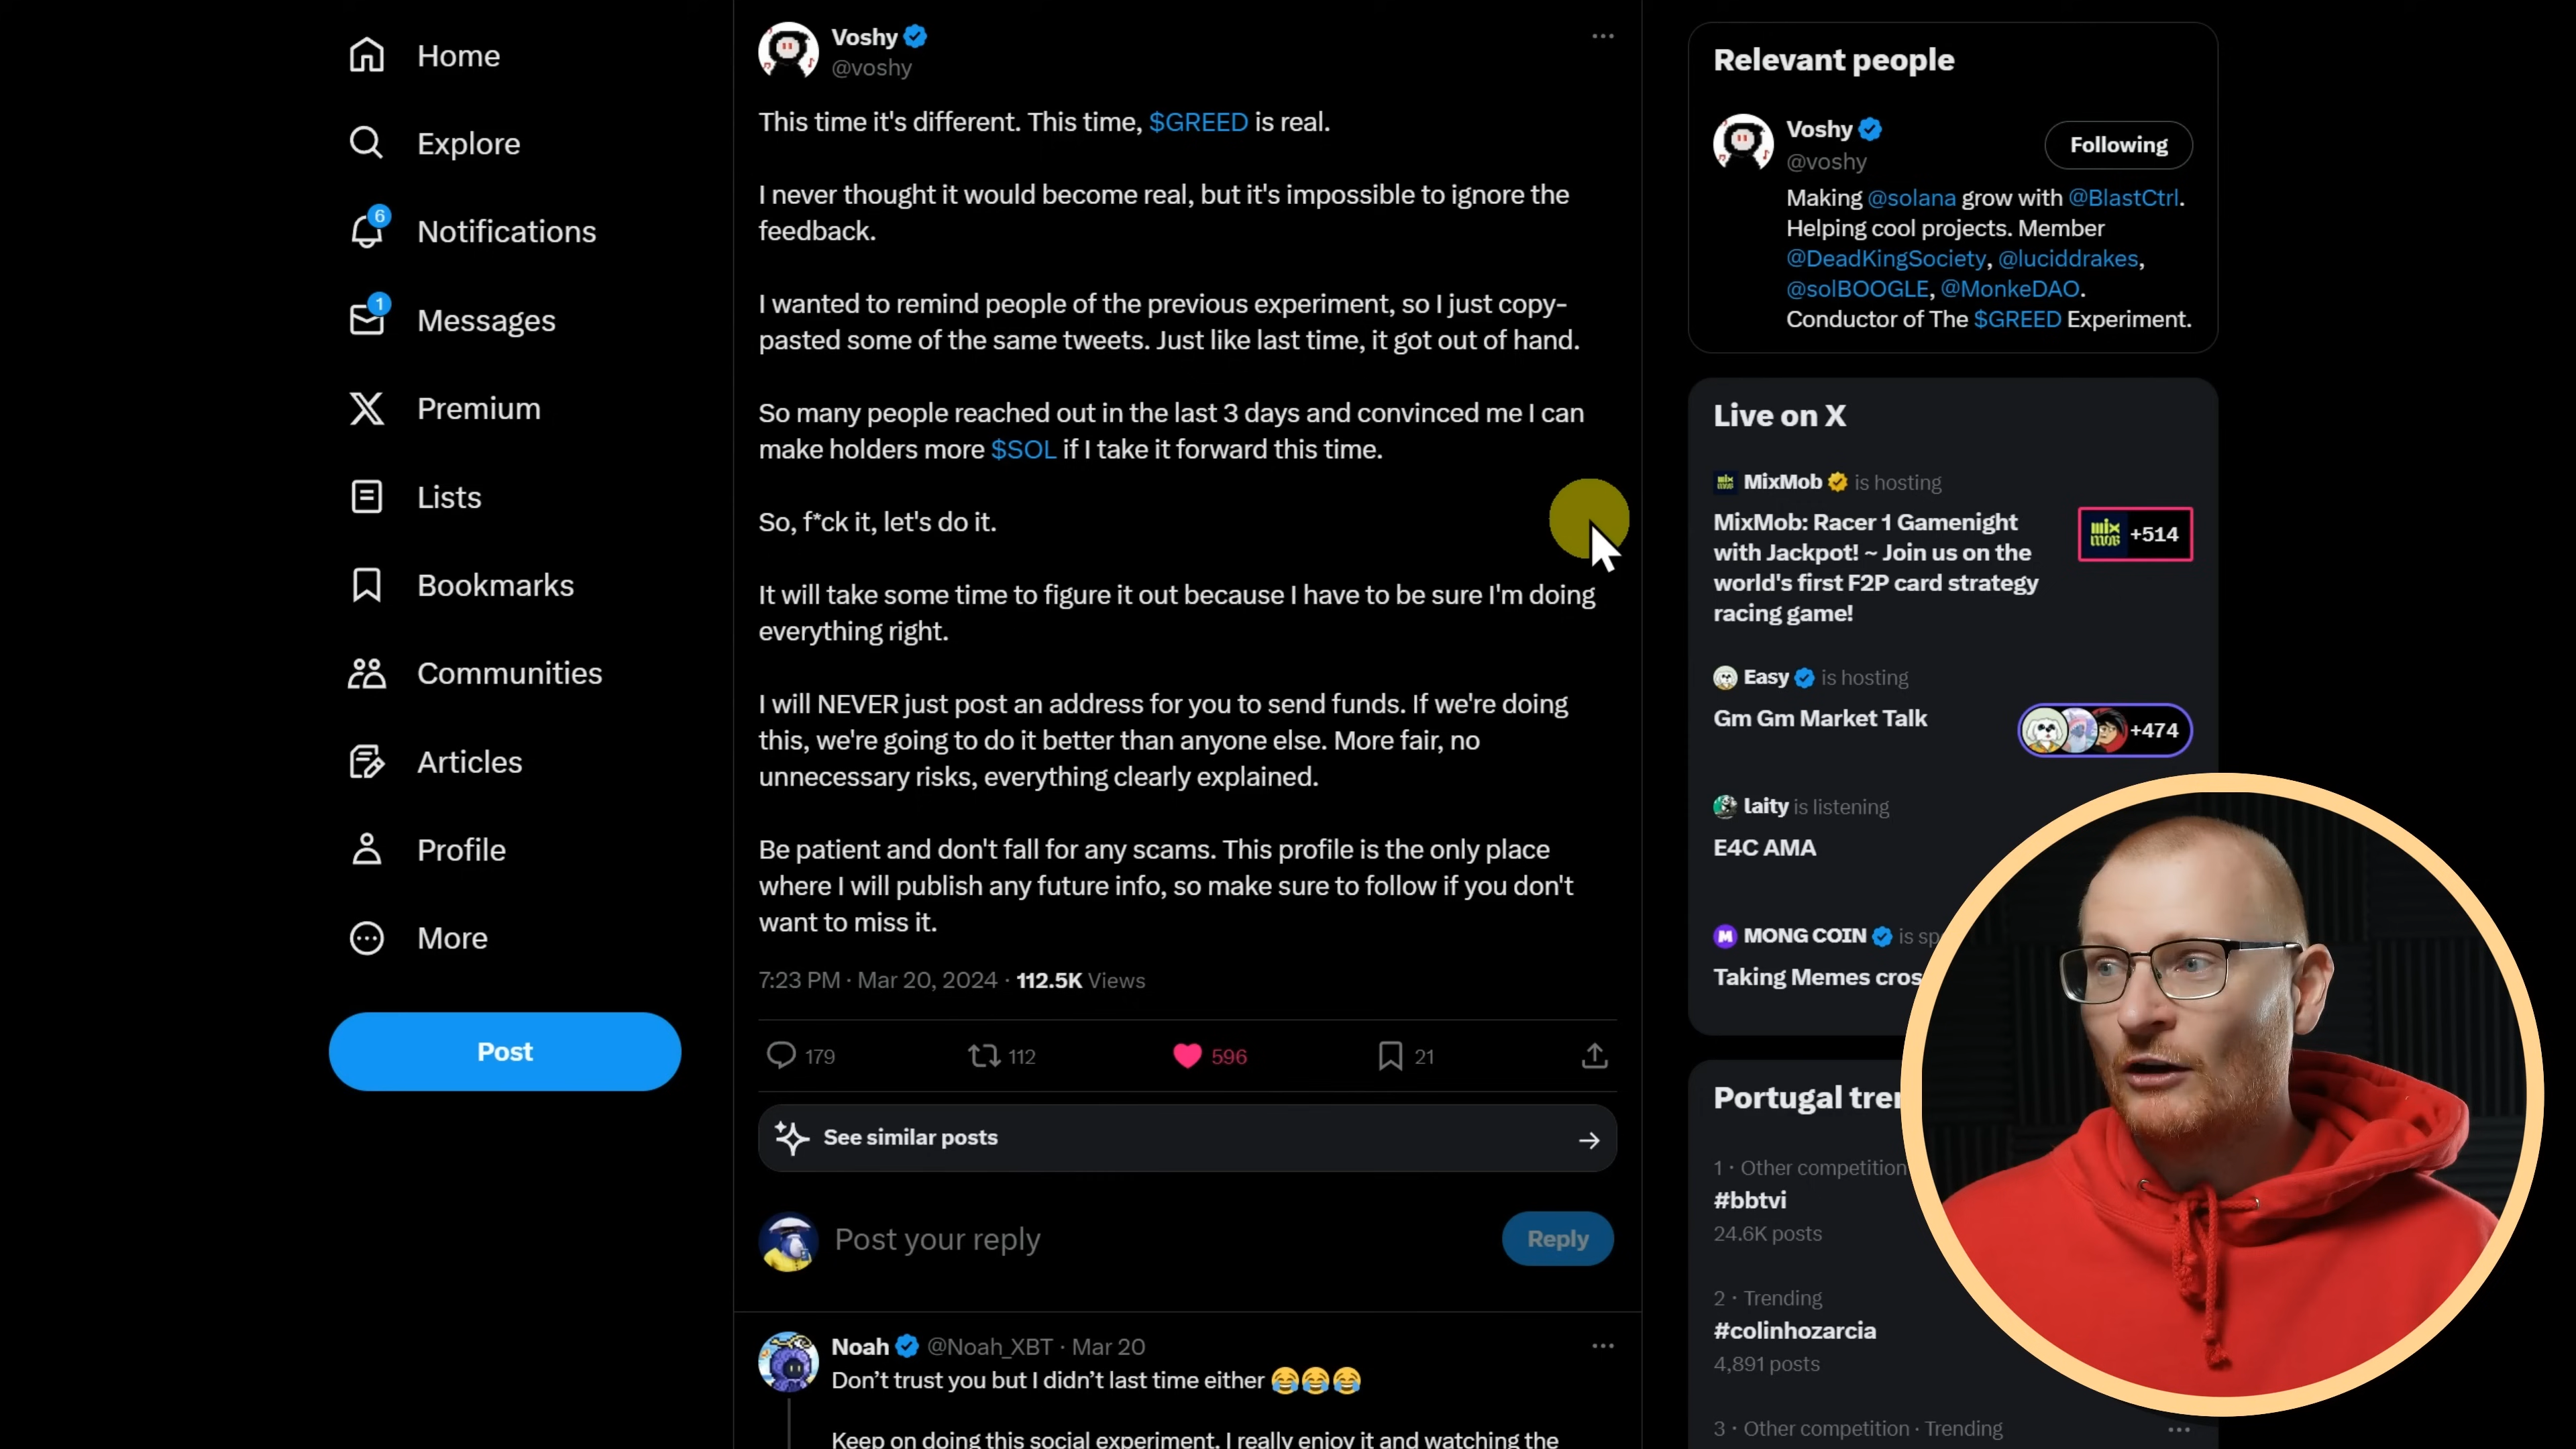 Home
Explore
6
Notifications
1
Messages
Premium
Lists
Bookmarks
Communities
Articles
Profile
More
Post
Voshy
@voshy
This time it's different. This time, $GREED is real.
I never thought it would become real, but it's impossible to ignore the
feedback.
I wanted to remind people of the previous experiment, so I just copy-
pasted some of the same tweets. Just like last time, it got out of hand.
So many people reached out in the last 3 days and convinced me I can
make holders more $SOL if I take it forward this time.
So, f*ck it, let's do it.
It will take some time to figure it out because I have to be sure I'm doing
everything right.
I will NEVER just post an address for you to send funds. If we're doing
this, we're going to do it better than anyone else. More fair, no
unnecessary risks, everything clearly explained.
Be patient and don't fall for any scams. This profile is the only place
where I will publish any future info, so make sure to follow if you don't
want to miss it.
7:23 PM · Mar 20, 2024 · 112.5K Views
179 112 596 21
See similar posts
Post your reply
Reply
Noah @Noah_XBT · Mar 20
Don’t trust you but I didn’t last time either 😂😂😂
Keep on doing this social experiment. I really enjoy it and watching the
Relevant people
Voshy
@voshy
Following
Making @solana grow with @BlastCtrl.
Helping cool projects. Member
@DeadKingSociety, @luciddrakes,
@solBOOGLE, @MonkeDAO.
Conductor of The $GREED Experiment.
Live on X
MixMob is hosting
MixMob: Racer 1 Gamenight
with Jackpot! ~ Join us on the
world's first F2P card strategy
racing game!
mix
mob
+514
Easy is hosting
Gm Gm Market Talk
+474
laity is listening
E4C AMA
MONG COIN is sp
Taking Memes cros
Portugal tre
1 · Other competition
#bbtvi
24.6K posts
2 · Trending
#colinhozarcia
4,891 posts
3 · Other competition · Trending